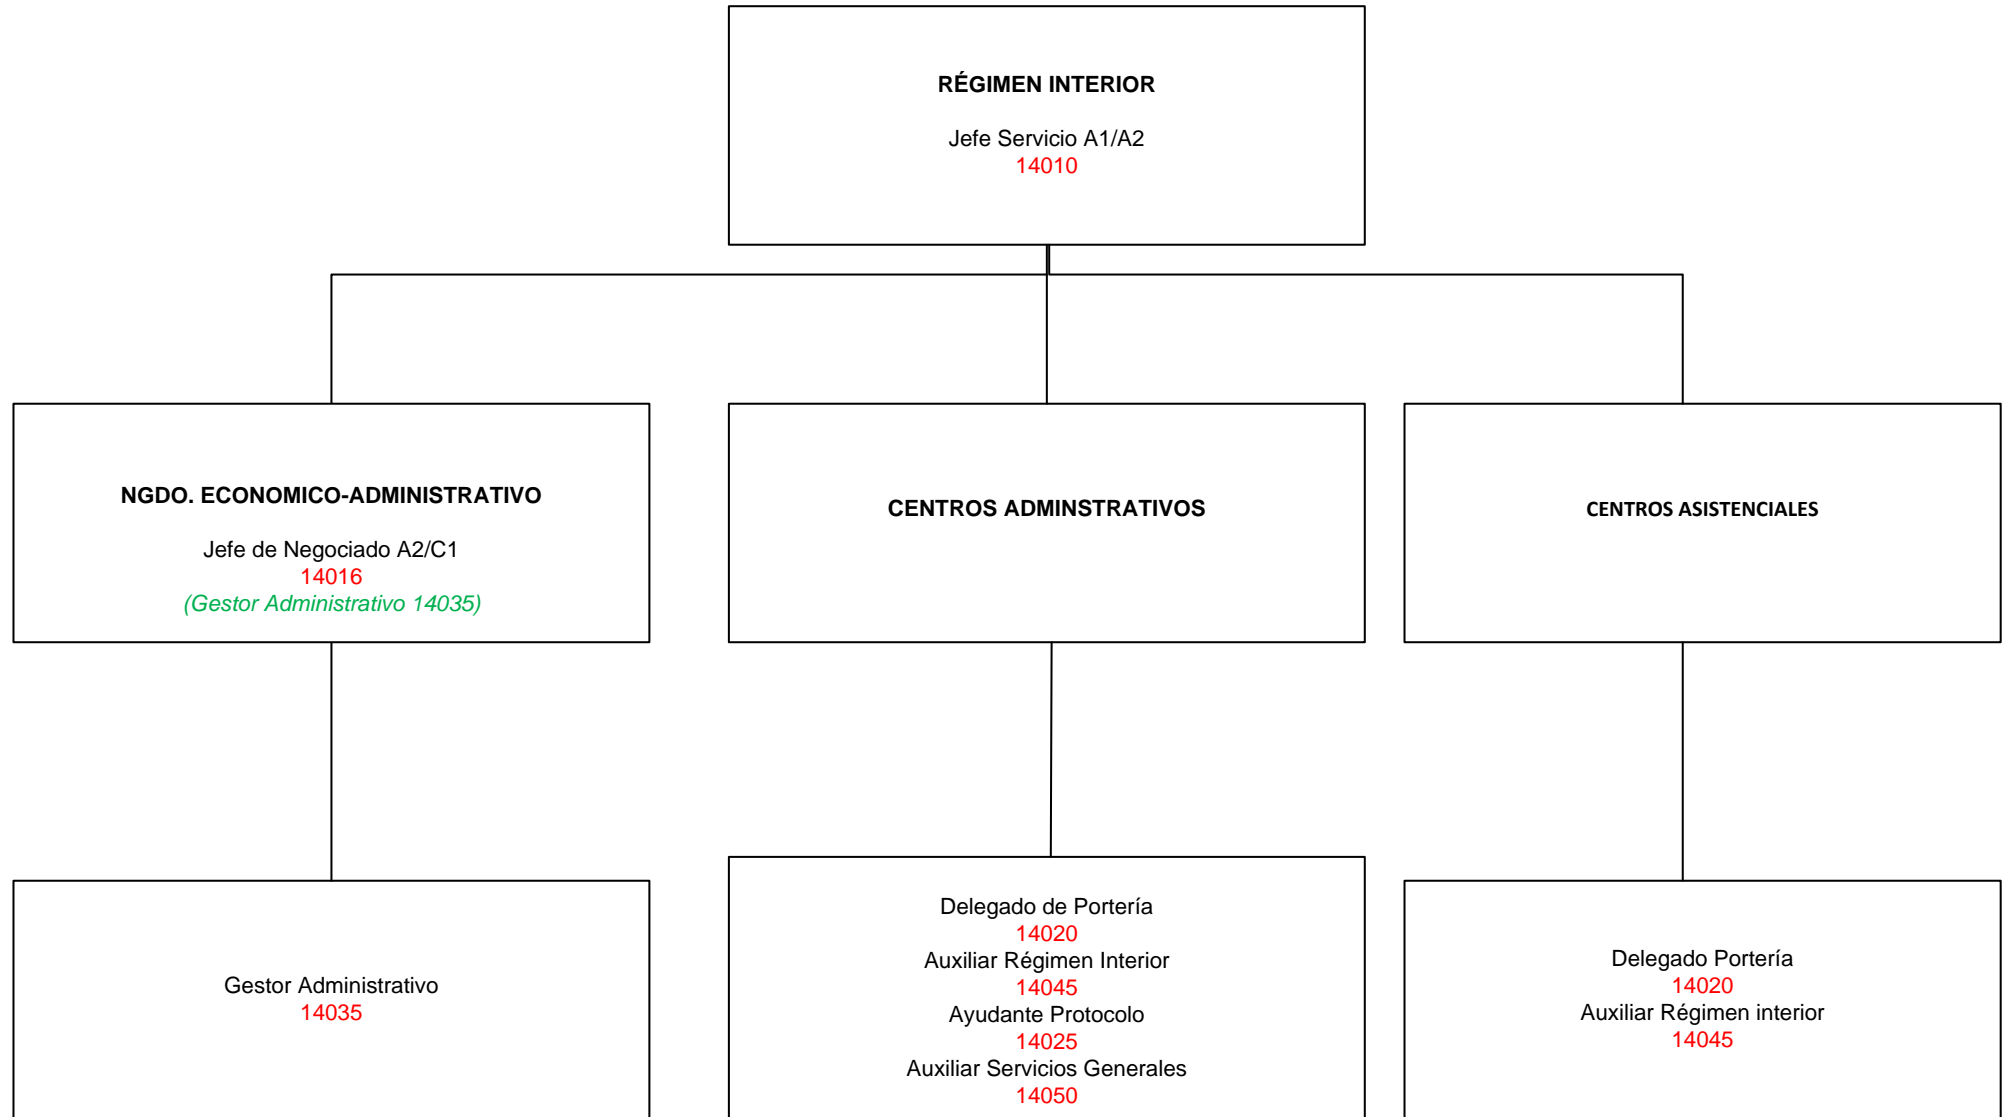 RÉGIMEN INTERIOR
Jefe Servicio A1/A2
14010
NGDO. ECONOMICO-ADMINISTRATIVO
Jefe de Negociado A2/C1
14016
(Gestor Administrativo 14035)
CENTROS ADMINSTRATIVOS
CENTROS ASISTENCIALES
Gestor Administrativo
14035
Delegado de Portería
14020
Auxiliar Régimen Interior
14045
Ayudante Protocolo
14025
Auxiliar Servicios Generales
14050
Delegado Portería
14020
Auxiliar Régimen interior
14045